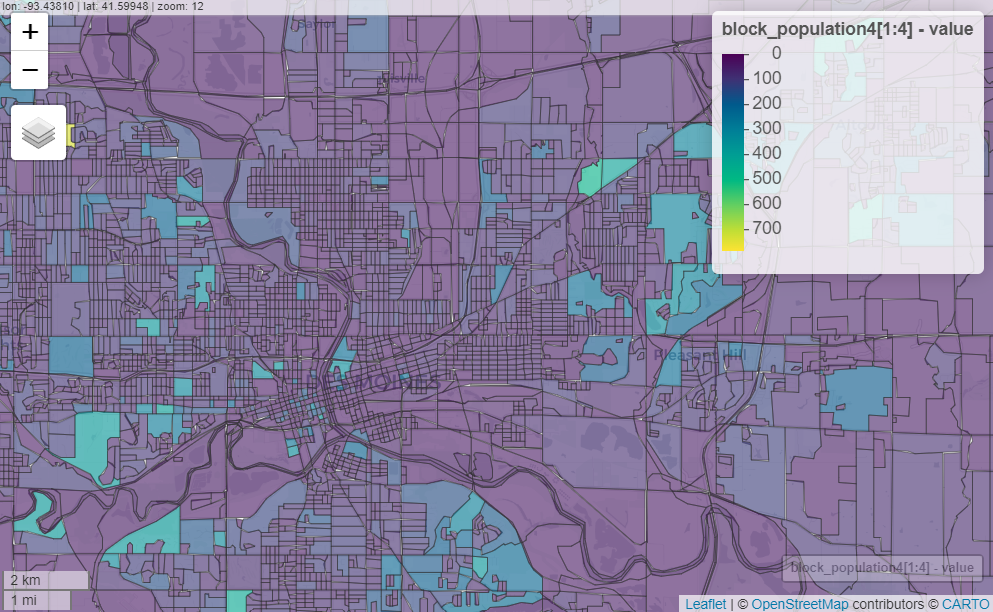 lon: -93.43810 | lat: 41.59948 | zoom: 12
+
−
block_population4[1:4] - value
0
100
200
300
400
500
600
700
Pleasant Hill
DES MOINES
2 km
1 mi
block_population4[1:4] - value
Leaflet | © OpenStreetMap contributors © CARTO